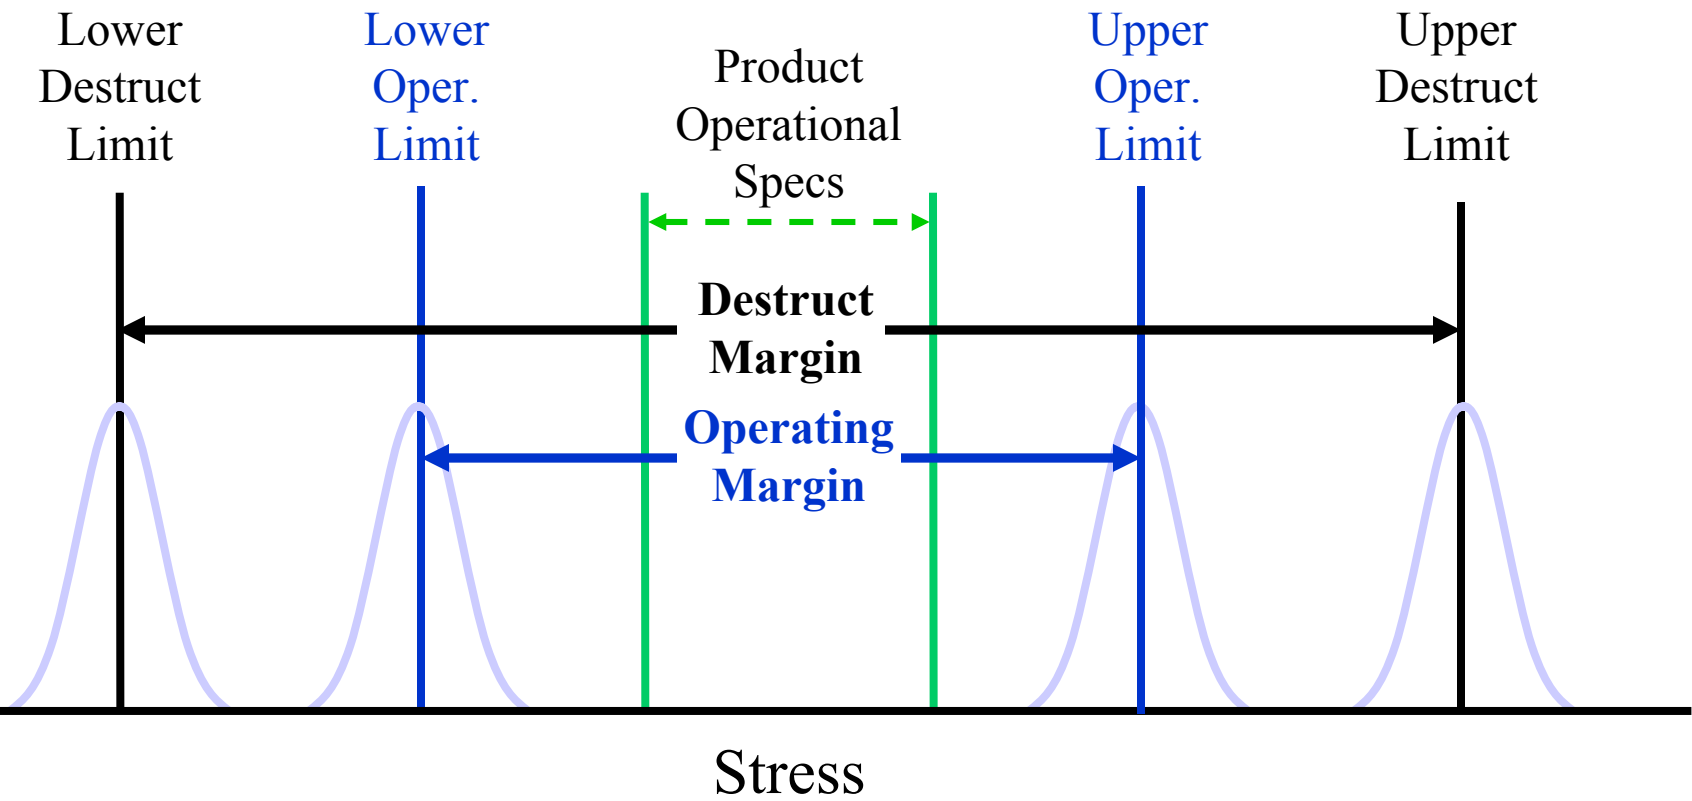 Lower
Destruct
Limit
Lower
Oper.
Limit
Product
Operational
Specs
Upper
Oper.
Limit
Upper
Destruct
Limit
Destruct
Margin
Operating
Margin
Stress